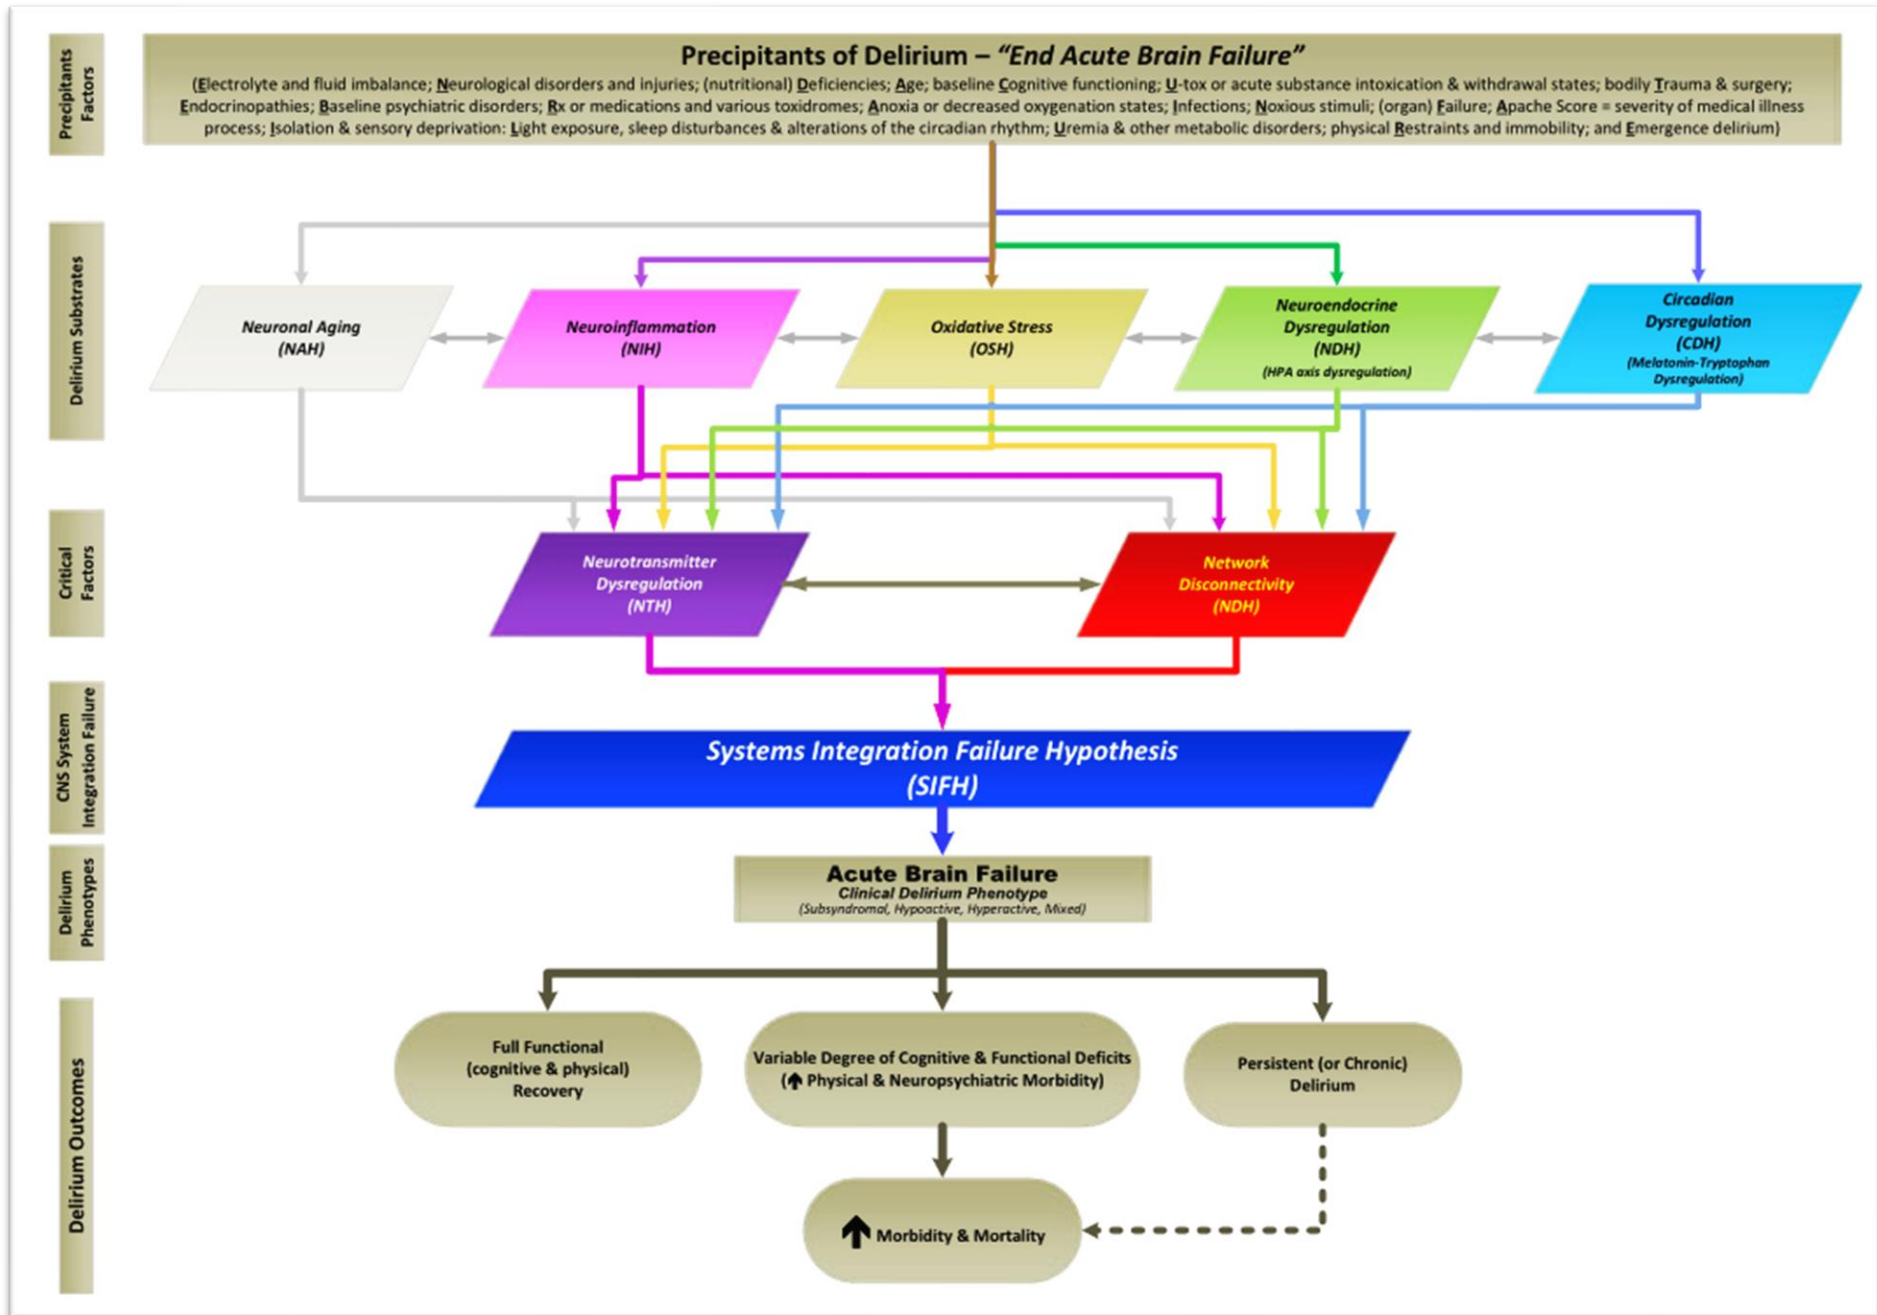 Precipitants
Factors
Precipitants of Delirium – “End Acute Brain Failure”
(Electrolyte and fluid imbalance; Neurological disorders and injuries; (nutritional) Deficiencies; Age; baseline Cognitive functioning; U-tox or acute substance intoxication & withdrawal states; bodily Trauma & surgery;
Endocrinopathies; Baseline psychiatric disorders; Rx or medications and various toxidromes; Anoxia or decreased oxygenation states; Infections; Noxious stimuli; (organ) Failure; Apache Score = severity of medical illness
process; Isolation & sensory deprivation: Light exposure, sleep disturbances & alterations of the circadian rhythm; Uremia & other metabolic disorders; physical Restraints and immobility; and Emergence delirium)
Delirium Substrates
Neuronal Aging
(NAH)
Neuroinflammation
(NIH)
Oxidative Stress
(OSH)
Neuroendocrine
Dysregulation
(NDH)
(HPA axis dysregulation)
Circadian
Dysregulation
(CDH)
(Melatonin-Tryptophan
Dysregulation)
Critical
Factors
Neurotransmitter
Dysregulation
(NTH)
Network
Disconnectivity
(NDH)
CNS System
Integration Failure
Systems Integration Failure Hypothesis
(SIFH)
Delirium
Phenotypes
Acute Brain Failure
Clinical Delirium Phenotype
(Subsyndromal, Hypoactive, Hyperactive, Mixed)
Delirium Outcomes
Full Functional
(cognitive & physical)
Recovery
Variable Degree of Cognitive & Functional Deficits
(↑ Physical & Neuropsychiatric Morbidity)
Persistent (or Chronic)
Delirium
↑ Morbidity & Mortality